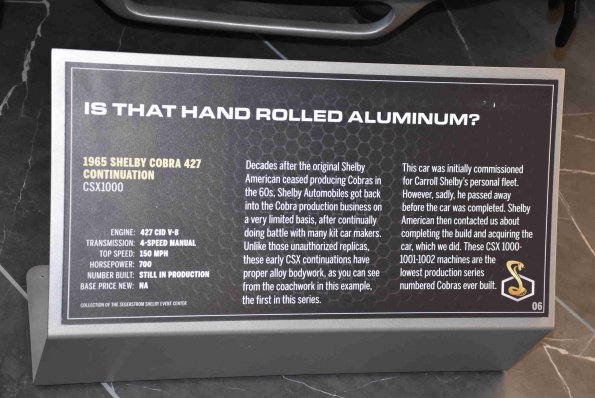 IS THAT HAND ROLLED ALUMINUM?
1965 SHELBY COBRA 427
CONTINUATION
CSX1000
ENGINE: 427 CID V-8
TRANSMISSION: 4-SPEED MANUAL
TOP SPEED: 150 MPH
HORSEPOWER: 700
NUMBER BUILT: STILL IN PRODUCTION
BASE PRICE NEW: NA
COLLECTION OF THE SEGERSTROM SHELBY EVENT CENTER
Decades after the original Shelby
American ceased producing Cobras in
the 60s, Shelby Automobiles got back
into the Cobra production business on
a very limited basis, after continually
doing battle with many kit car makers.
Unlike those unauthorized replicas,
these early CSX continuations have
proper alloy bodywork, as you can see
from the coachwork in this example,
the first in this series.
This car was initially commissioned
for Carroll Shelby's personal fleet.
However, sadly, he passed away
before the car was completed. Shelby
American then contacted us about
completing the build and acquiring the
car, which we did. These CSX 1000-
1001-1002 machines are the
lowest production series
numbered Cobras ever built.
06